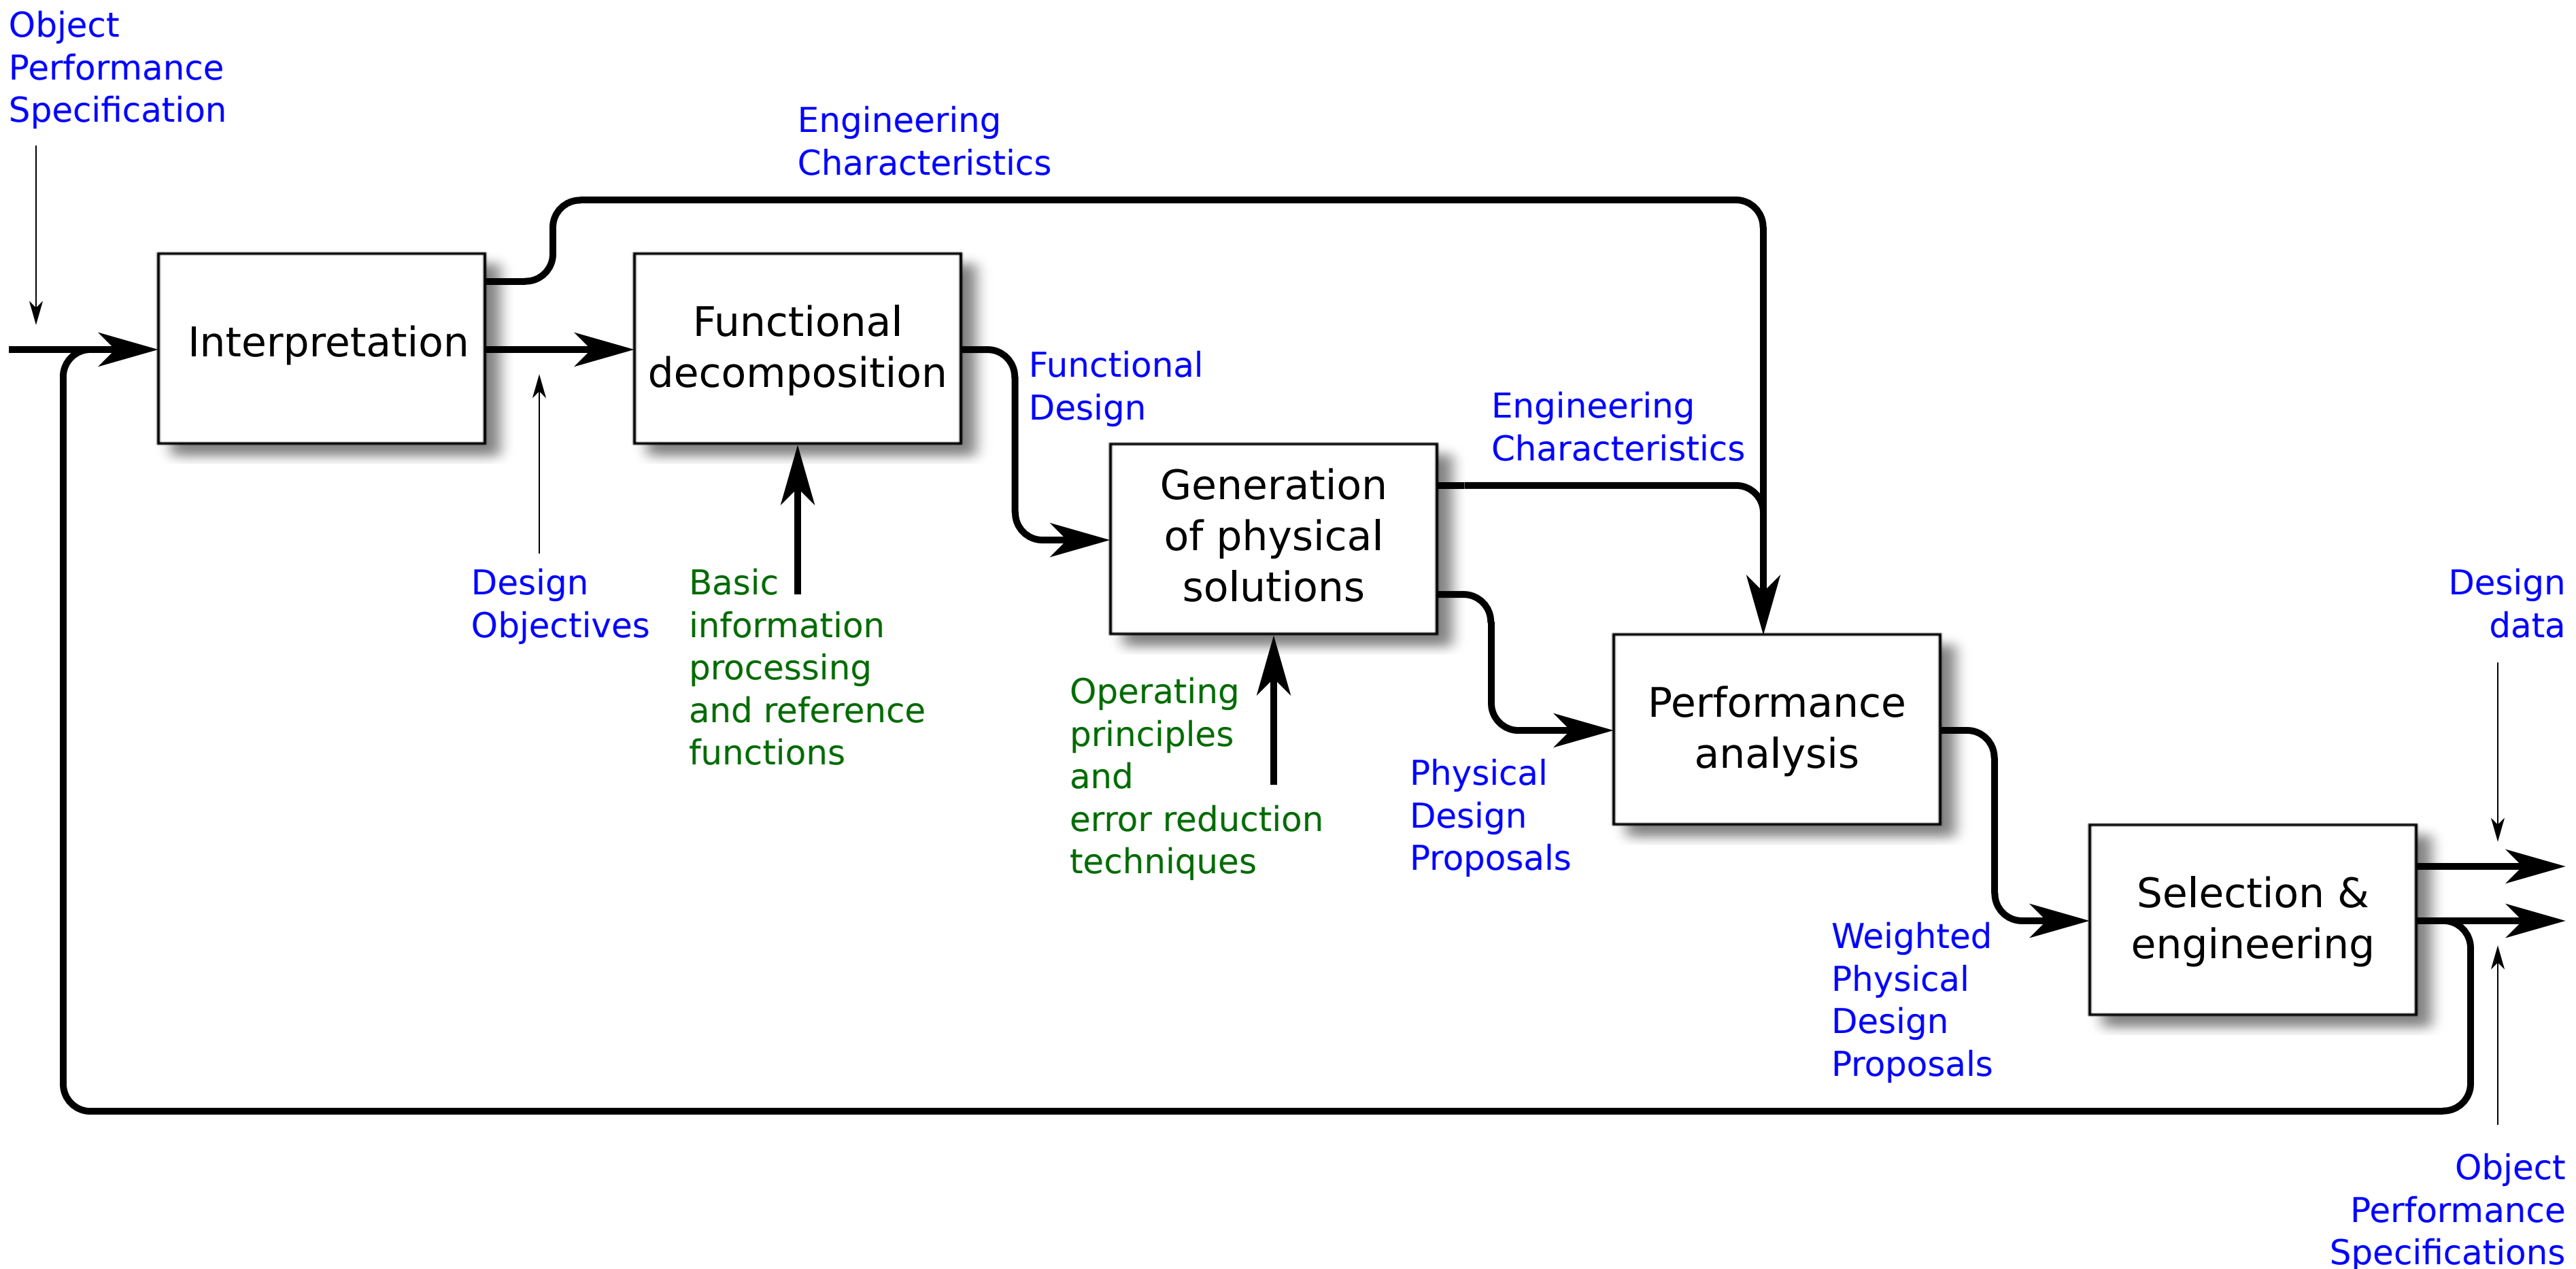 Object
Performance
Specification
Engineering
Characteristics
Interpretation
Functional
decomposition
Functional
Design
Engineering
Characteristics
Generation
of physical
solutions
Design
Objectives
Basic
information
processing
and reference
functions
Operating
principles
and
error reduction
techniques
Physical
Design
Proposals
Performance
analysis
Design
data
Weighted
Physical
Design
Proposals
Selection &
engineering
Object
Performance
Specifications